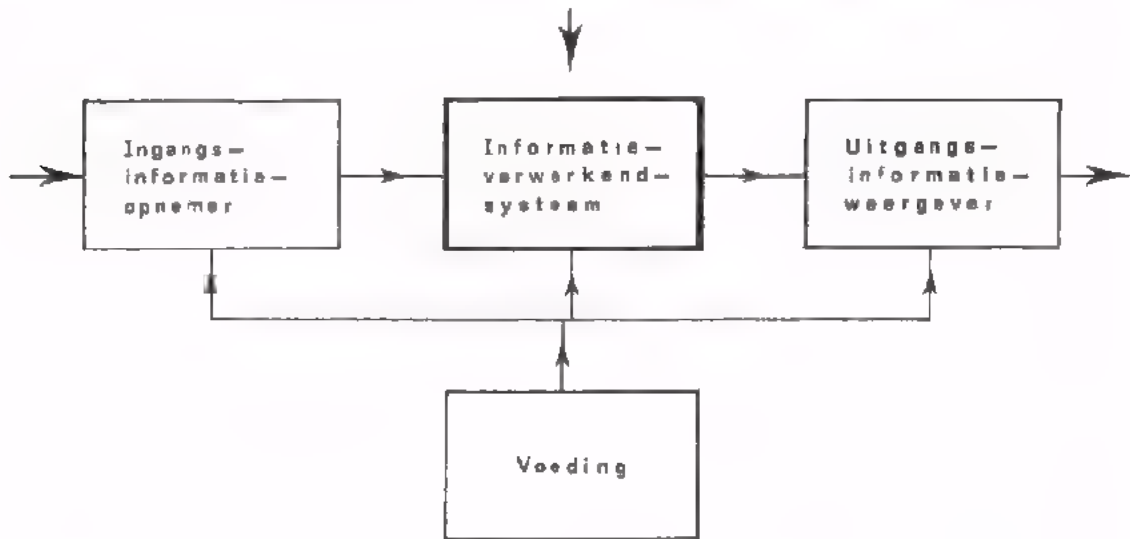 Ingangs—
informatie—
opnemer
Informatie—
verwerkend—
systeem
Uitgangs—
informatie—
weergever
Voeding